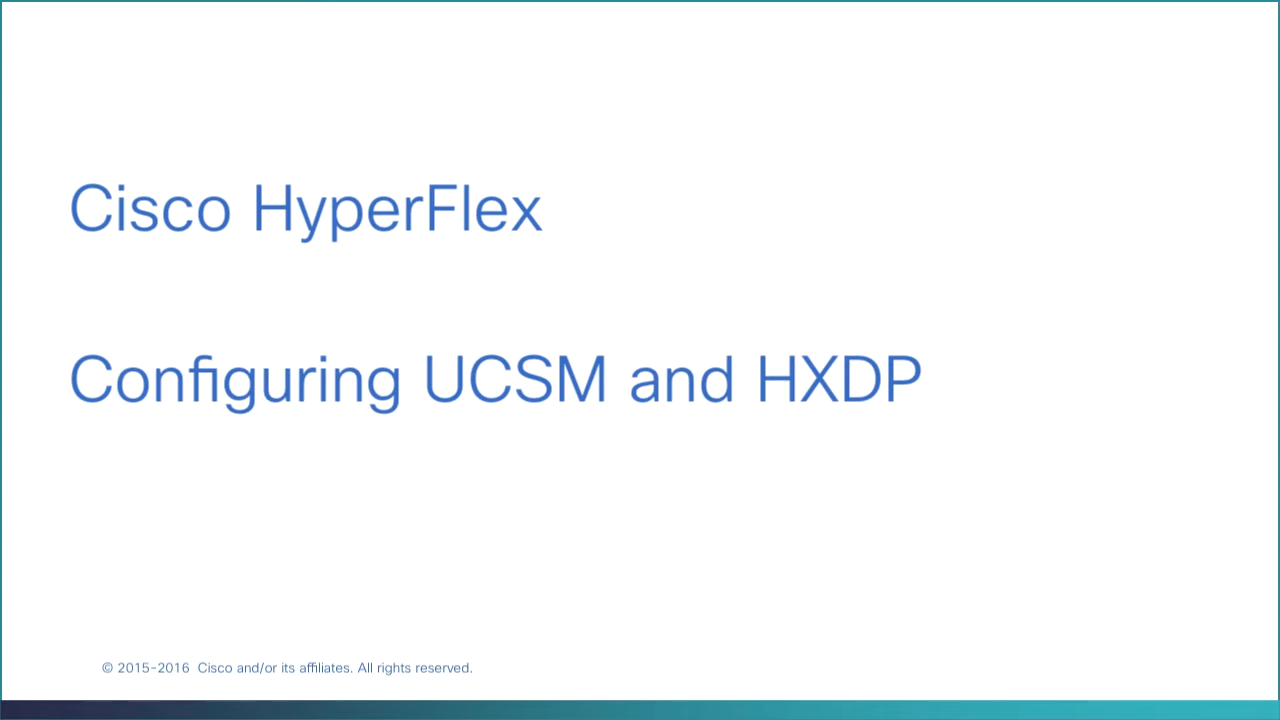 Cisco HyperFlex
Configuring UCSM and HXDP
© 2015-2016 Cisco and/or its affiliates. All rights reserved.